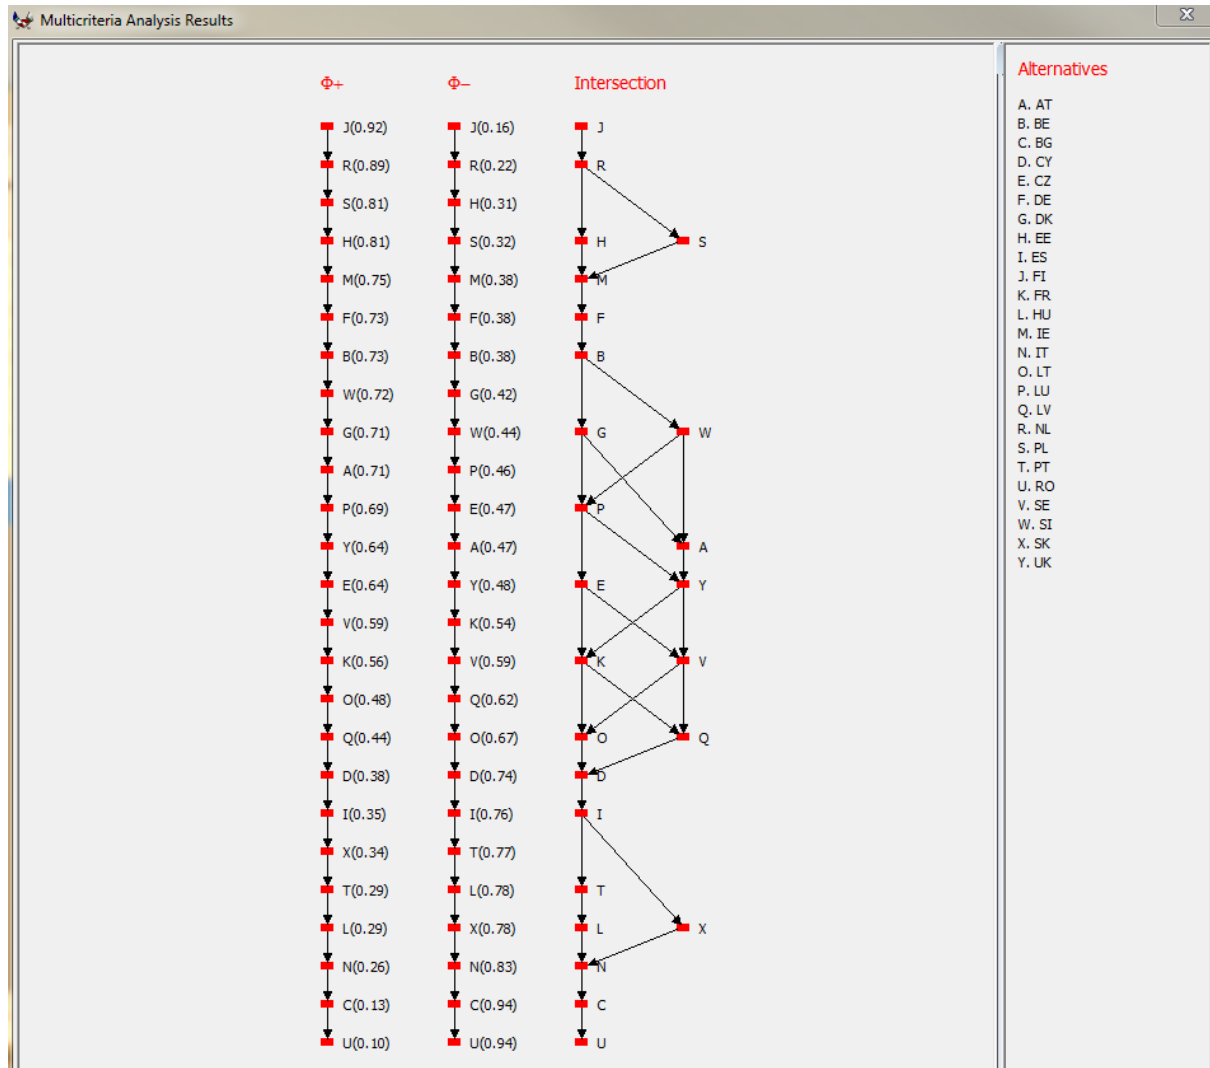 Multicriteria Analysis Results
Φ+ Φ− Intersection
J(0.92) J(0.16) J
R(0.89) R(0.22) R
S(0.81) H(0.31)
H(0.81) S(0.32) H S
M(0.75) M(0.38) M
F(0.73) F(0.38) F
B(0.73) B(0.38) B
W(0.72) G(0.42)
G(0.71) W(0.44) G W
A(0.71) P(0.46)
P(0.69) E(0.47) P
Y(0.64) A(0.47) A
E(0.64) Y(0.48) E Y
V(0.59) K(0.54)
K(0.56) V(0.59) K V
O(0.48) Q(0.62)
Q(0.44) O(0.67) O Q
D(0.38) D(0.74) D
I(0.35) I(0.76) I
X(0.34) T(0.77)
T(0.29) L(0.78) T
L(0.29) X(0.78) L X
N(0.26) N(0.83) N
C(0.13) C(0.94) C
U(0.10) U(0.94) U
Alternatives
A. AT
B. BE
C. BG
D. CY
E. CZ
F. DE
G. DK
H. EE
I. ES
J. FI
K. FR
L. HU
M. IE
N. IT
O. LT
P. LU
Q. LV
R. NL
S. PL
T. PT
U. RO
V. SE
W. SI
X. SK
Y. UK